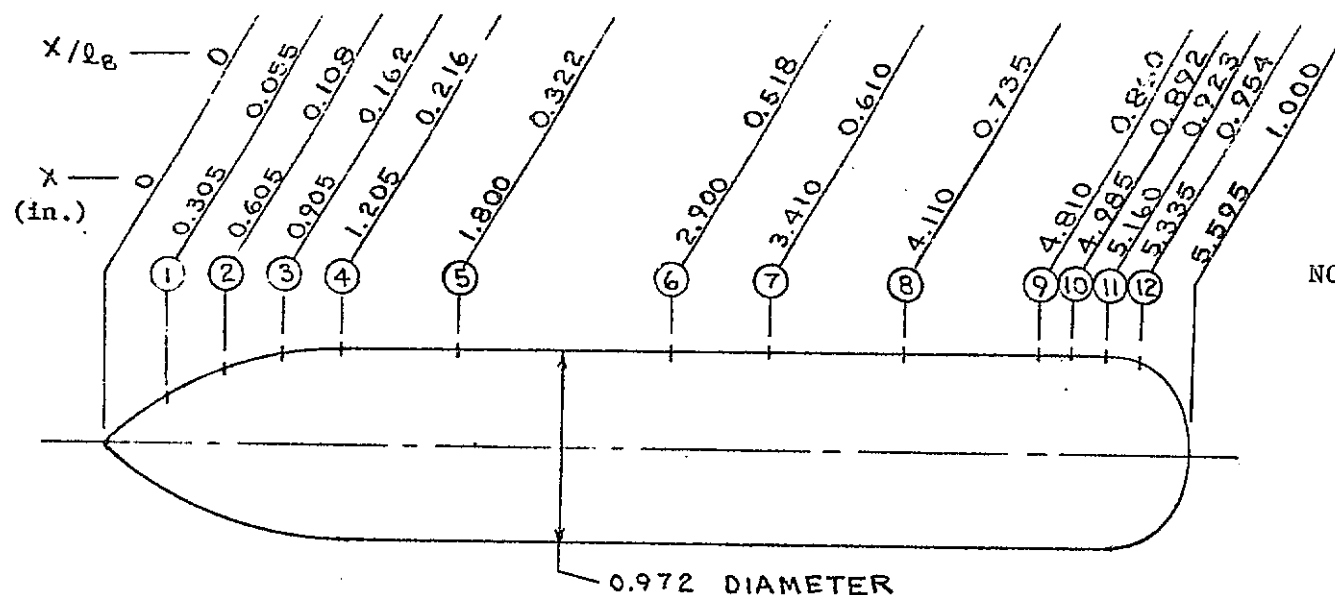 X/ℓB — 0 0.055 0.108 0.162 0.216 0.322 0.518 0.610 0.735 0.892 0.923 0.954 1.000
X — 0 0.305 0.605 0.905 1.205 1.800 2.900 3.410 4.110 4.810 4.985 5.160 5.335 5.595
(in.)
1 2 3 4 5 6 7 8 9 10 11 12
NO
0.972 DIAMETER